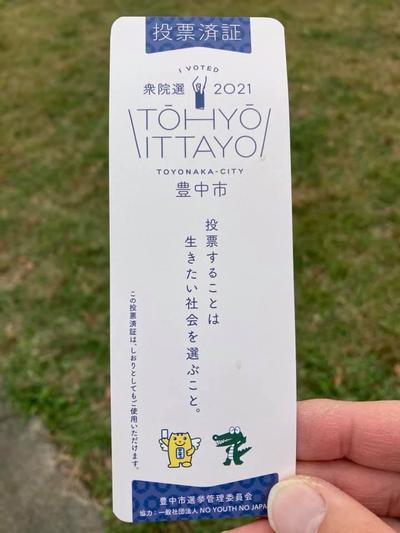 投票済証
I VOTED
衆院選 2021
TŌHYŌ
ITTAYO
TOYONAKA-CITY
豊中市
投票することは
生きたい社会を選ぶこと。
この投票済証は、しおりとしてもご使用いただけます。
豊中市選挙管理委員会
協力:一般社団法人 NO YOUTH NO JAPA